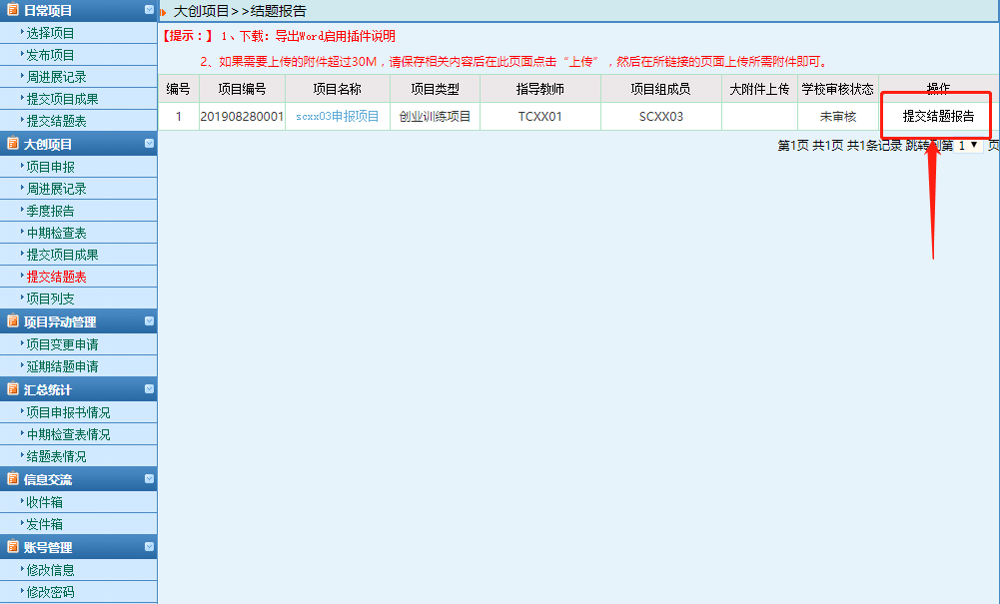 日常项目
选择项目
发布项目
周进展记录
提交项目成果
提交结题表
大创项目
项目申报
周进展记录
季度报告
中期检查表
提交项目成果
提交结题表
项目列支
项目异动管理
项目变更申请
延期结题申请
汇总统计
项目申报书情况
中期检查表情况
结题表情况
信息交流
收件箱
发件箱
账号管理
修改信息
修改密码
大创项目>>结题报告
【提示：】 1、下载：导出Word启用插件说明
2、如果需要上传的附件超过30M，请保存相关内容后在此页面点击“上传”，然后在所链接的页面上传所需附件即可。
编号 项目编号 项目名称 项目类型 指导教师 项目组成员 大附件上传 学校审核状态 操作
1 201908280001 scxx03申报项目 创业训练项目 TCXX01 SCXX03 未审核 提交结题报告
第1页 共1页 共1条记录 跳转到第 1 页